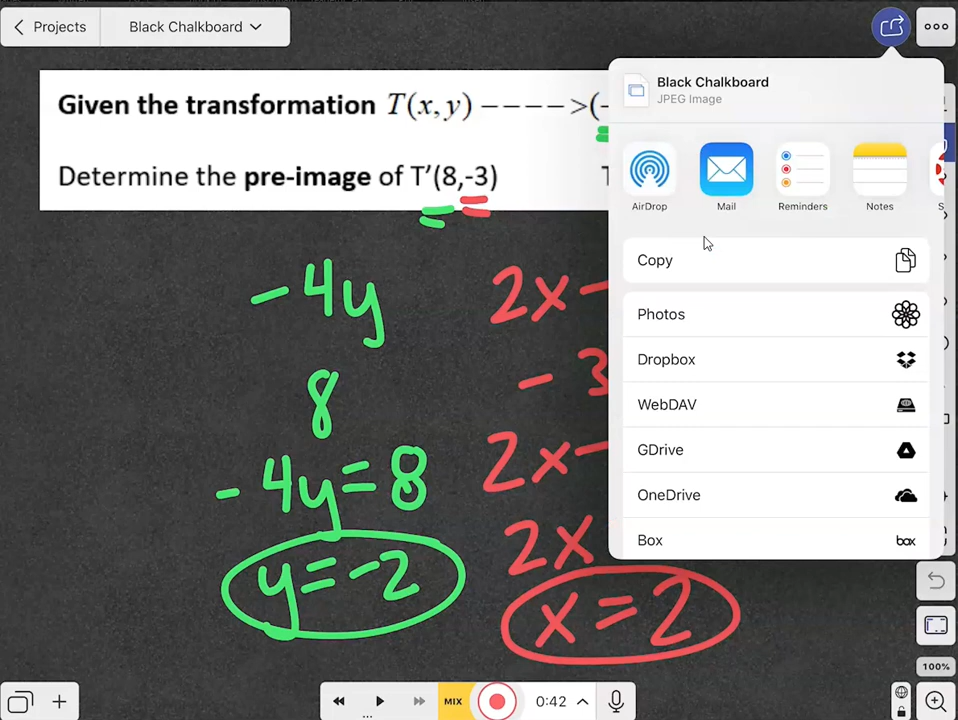 Projects
Black Chalkboard
Given the transformation T(x, y) ---->(-
Determine the pre-image of T′(8,-3)
-4y
8
-4y=8
y=-2
2x-
-3
2x-
2x
x=2
Black Chalkboard
JPEG Image
AirDrop Mail Reminders Notes
Copy
Photos
Dropbox
WebDAV
GDrive
OneDrive
Box box
100%
MIX 0:42